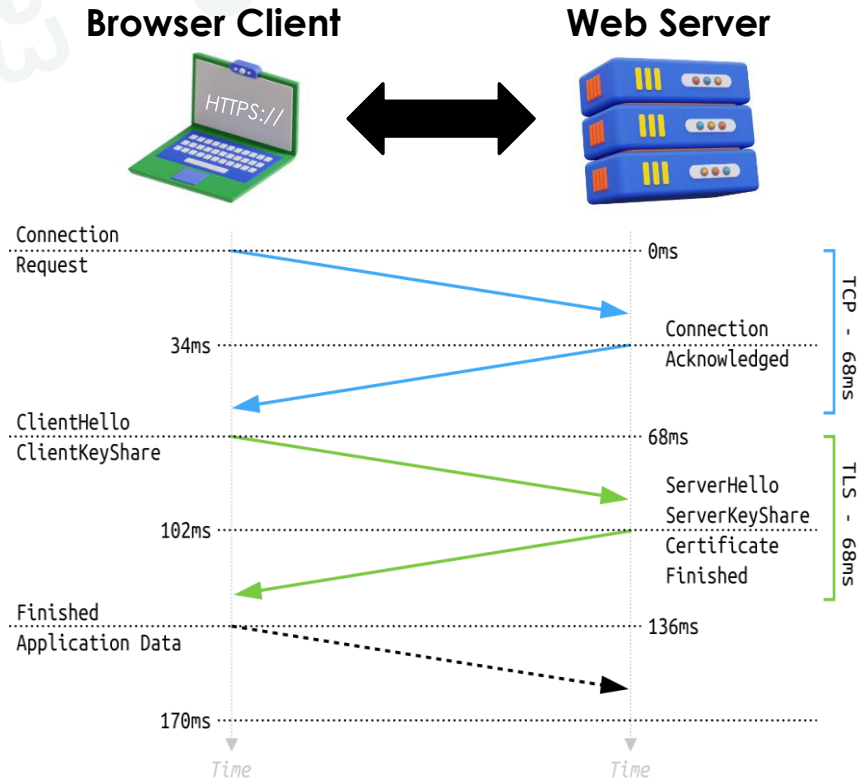 Browser Client
Web Server
HTTPS://
Connection
Request
0ms
34ms
Connection
Acknowledged
TCP - 68ms
ClientHello
ClientKeyShare
68ms
ServerHello
ServerKeyShare
Certificate
Finished
102ms
TLS - 68ms
Finished
Application Data
136ms
170ms
Time
Time